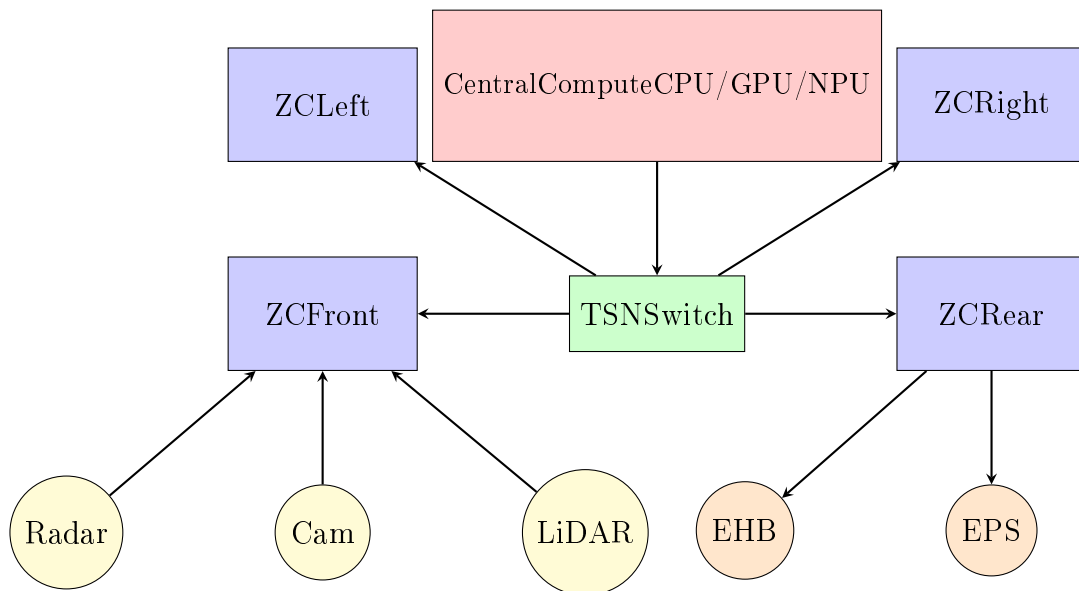 ZCLeft
CentralComputeCPU/GPU/NPU
ZCRight
ZCFront
TSNSwitch
ZCRear
Radar
Cam
LiDAR
EHB
EPS